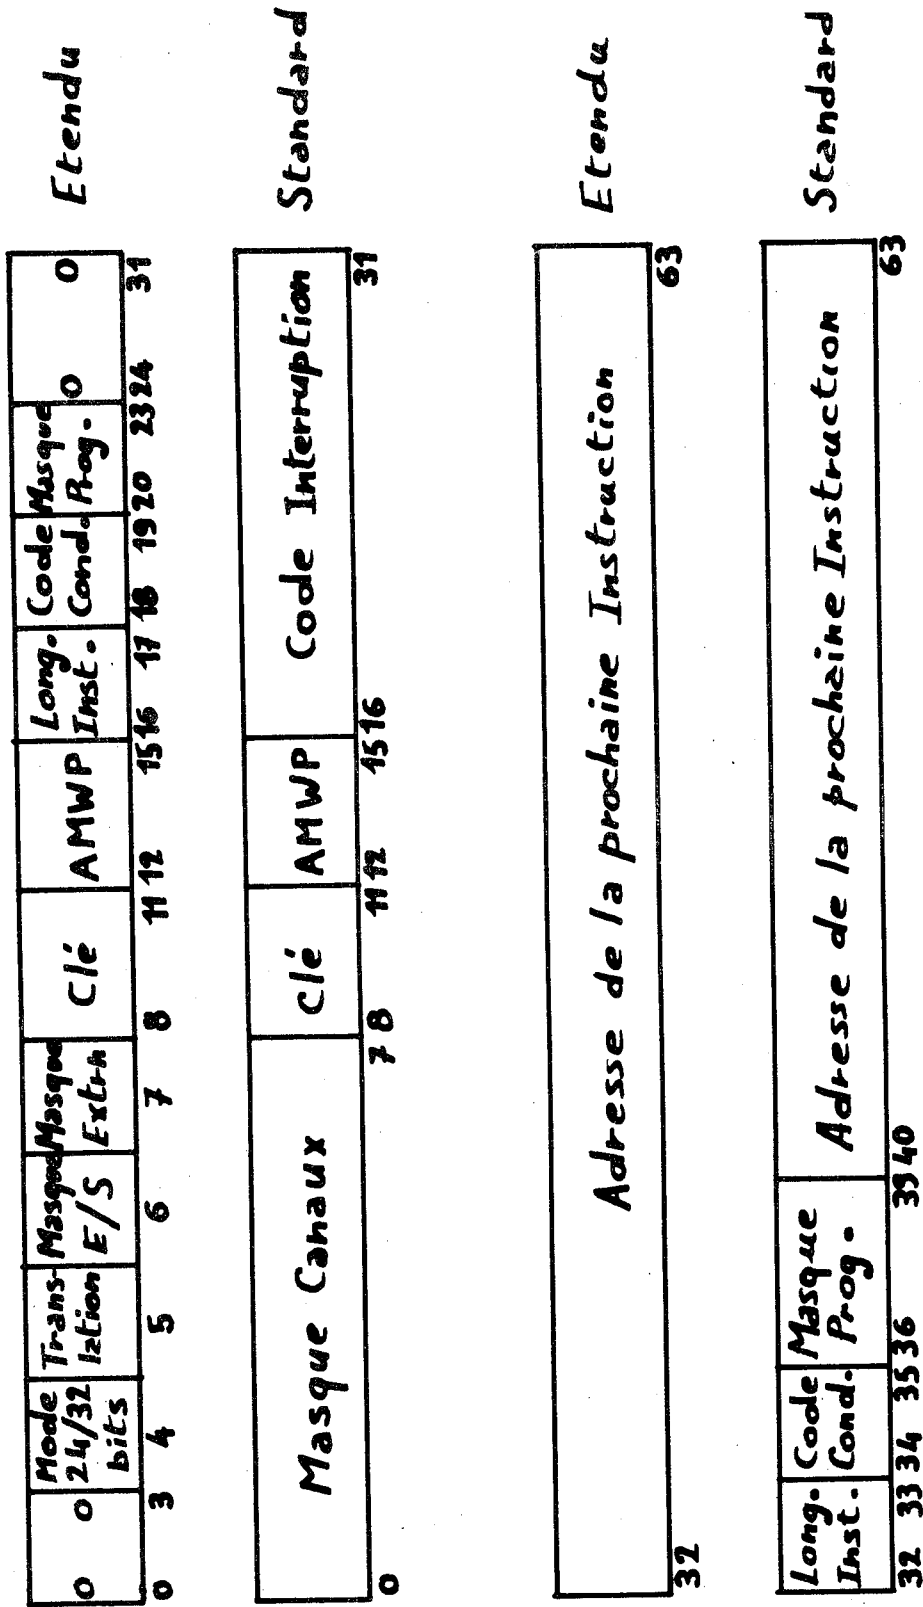 0 0 Mode Trans- Masque Masque Clé AMWP Long. Code Masque 0 0 Etendu
24/32 lation E/S Extrn Inst. Cond. Prog.
bits
0 3 4 5 6 7 8 11 12 15 16 17 18 19 20 23 24 31
Masque Canaux Clé AMWP Code Interruption Standard
0 7 8 11 12 15 16 31
Adresse de la prochaine Instruction Etendu
32 63
Long. Code Masque Adresse de la prochaine Instruction Standard
Inst. Cond. Prog.
32 33 34 35 36 39 40 63